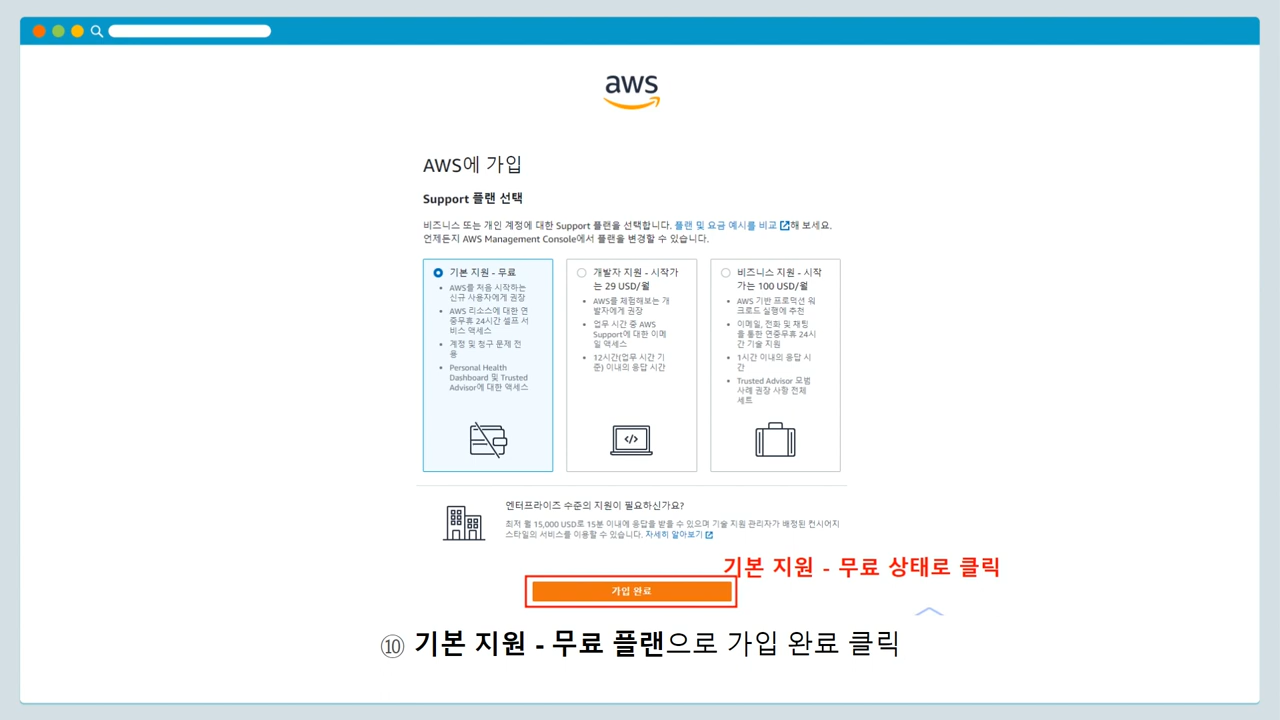 aws
AWS에 가입
Support 플랜 선택
비즈니스 또는 개인 계정에 대한 Support 플랜을 선택합니다. 플랜 및 요금 예시를 비교해 보세요.
언제든지 AWS Management Console에서 플랜을 변경할 수 있습니다.
기본 지원 - 무료
• AWS를 처음 시작하는
신규 사용자에게 권장
• AWS 리소스에 대한 연
중무휴 24시간 셀프 서
비스 액세스
• 계정 및 청구 문제 전
용
• Personal Health
Dashboard 및 Trusted
Advisor에 대한 액세스
개발자 지원 - 시작가
는 29 USD/월
• AWS를 체험해보는 개
발자에게 권장
• 업무 시간 중 AWS
Support에 대한 이메
일 액세스
• 12시간(업무 시간 기
준) 이내의 응답 시간
비즈니스 지원 - 시작
가는 100 USD/월
• AWS 기반 프로덕션 워
크로드 실행에 추천
• 이메일, 전화 및 채팅
을 통한 연중무휴 24시
간 기술 지원
• 1시간 이내의 응답 시
간
• Trusted Advisor 모범
사례 권장 사항 전체
세트
</>
엔터프라이즈 수준의 지원이 필요하신가요?
최저 월 15,000 USD로 15분 이내에 응답을 받을 수 있으며 기술 지원 관리자가 배정된 컨시어지
스타일의 서비스를 이용할 수 있습니다. 자세히 알아보기
기본 지원 - 무료 상태로 클릭
가입 완료
⑩ 기본 지원 - 무료 플랜으로 가입 완료 클릭